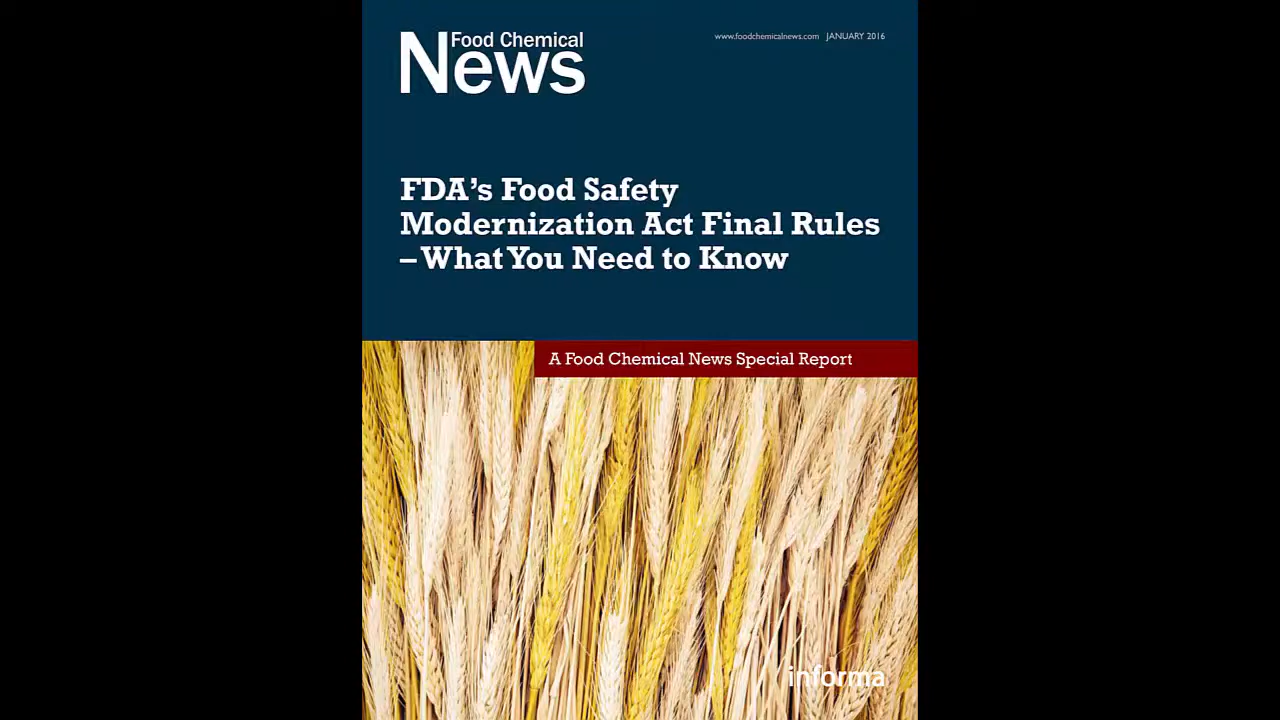 Food Chemical
News
www.foodchemicalnews.com JANUARY 2016
FDA's Food Safety
Modernization Act Final Rules
– What You Need to Know
A Food Chemical News Special Report
informa